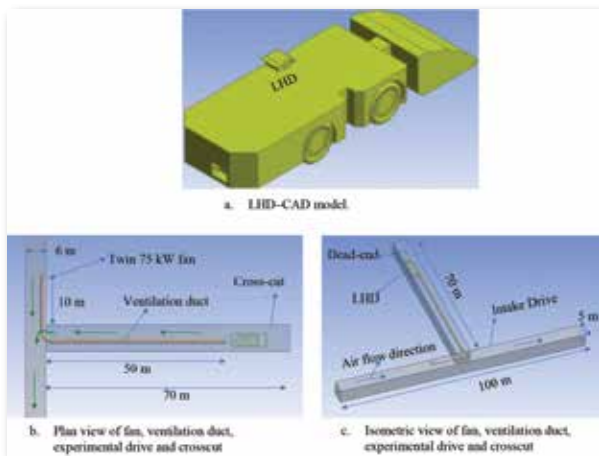 LHD
a. LHD–CAD model.
6 m
Twin 75 kW fan
Cross-cut
10 m
Ventilation duct
50 m
70 m
b. Plan view of fan, ventilation duct,
experimental drive and crosscut
Dead-end
LHD
70 m
Intake Drive
5 m
Air flow direction
100 m
c. Isometric view of fan, ventilation duct,
experimental drive and crosscut